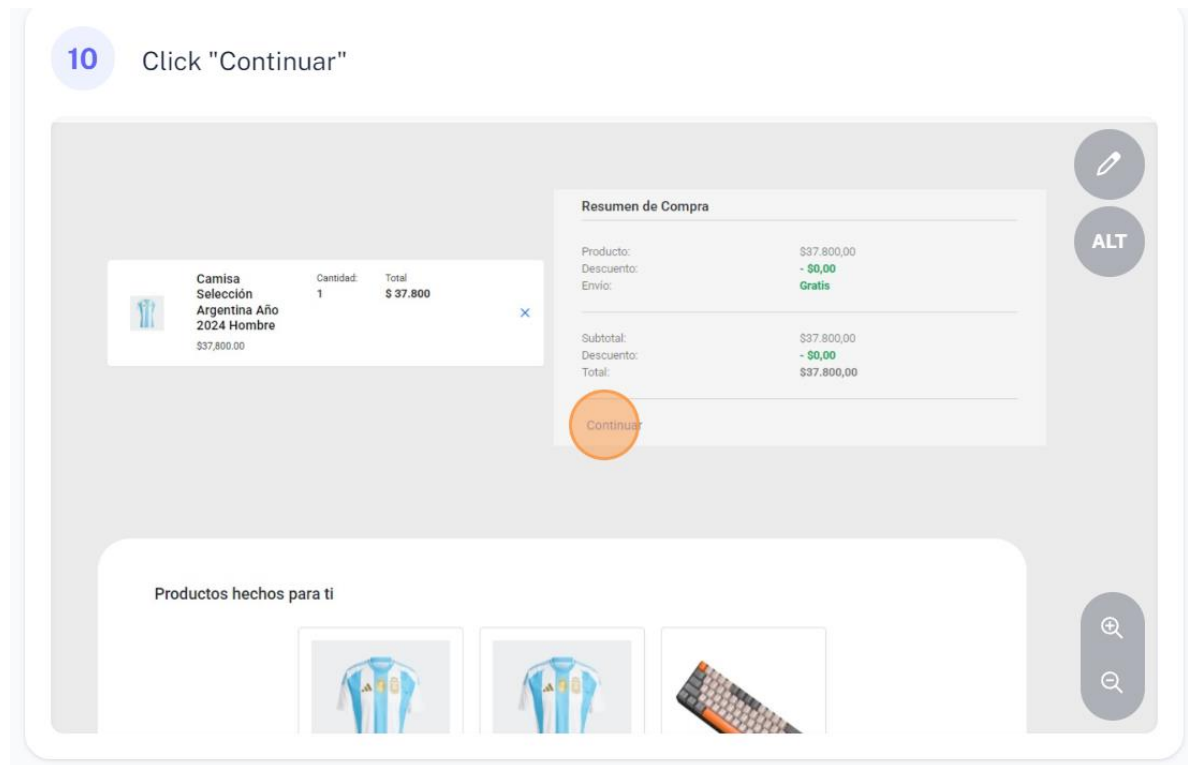 10 Click "Continuar"
ALT
Camisa
Selección
Argentina Año
2024 Hombre
$37,800.00
Cantidad:
1
Total
$ 37.800
Resumen de Compra
Producto: $37.800,00
Descuento: - $0,00
Envío: Gratis
Subtotal: $37.800,00
Descuento: - $0,00
Total: $37.800,00
Continuar
Productos hechos para ti